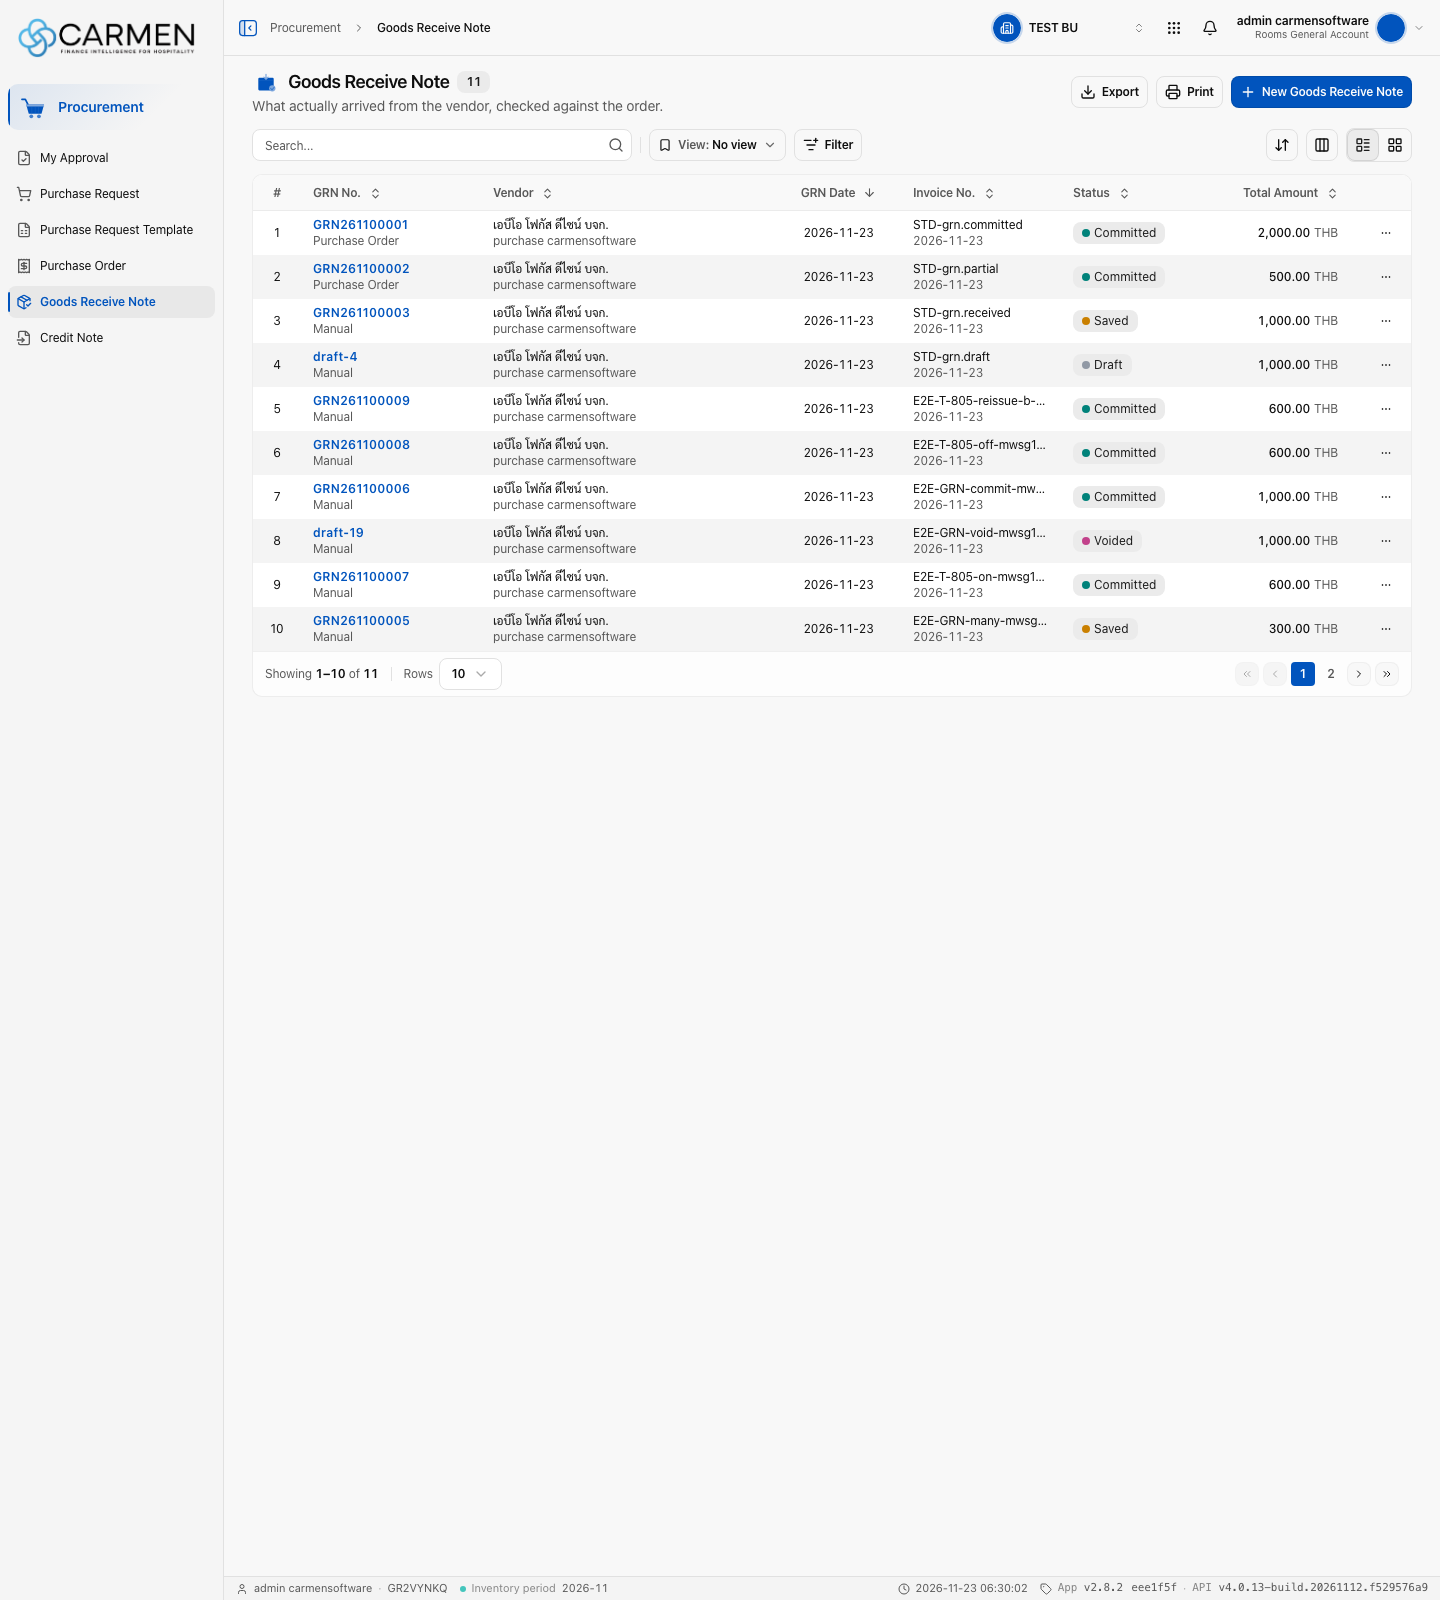 CARMEN
FINANCE INTELLIGENCE FOR HOSPITALITY
Procurement
My Approval
Purchase Request
Purchase Request Template
Purchase Order
Goods Receive Note
Credit Note
Procurement > Goods Receive Note
TEST BU
admin carmensoftware
Rooms General Account
Goods Receive Note 11
What actually arrived from the vendor, checked against the order.
Export Print New Goods Receive Note
Search... View: No view Filter
# GRN No. Vendor GRN Date Invoice No. Status Total Amount
1 GRN261100001 เอบีโอ โฟกัส ดีไซน์ บจก. 2026-11-23 STD-grn.committed Committed 2,000.00 THB
Purchase Order purchase carmensoftware 2026-11-23
2 GRN261100002 เอบีโอ โฟกัส ดีไซน์ บจก. 2026-11-23 STD-grn.partial Committed 500.00 THB
Purchase Order purchase carmensoftware 2026-11-23
3 GRN261100003 เอบีโอ โฟกัส ดีไซน์ บจก. 2026-11-23 STD-grn.received Saved 1,000.00 THB
Manual purchase carmensoftware 2026-11-23
4 draft-4 เอบีโอ โฟกัส ดีไซน์ บจก. 2026-11-23 STD-grn.draft Draft 1,000.00 THB
Manual purchase carmensoftware 2026-11-23
5 GRN261100009 เอบีโอ โฟกัส ดีไซน์ บจก. 2026-11-23 E2E-T-805-reissue-b-... Committed 600.00 THB
Manual purchase carmensoftware 2026-11-23
6 GRN261100008 เอบีโอ โฟกัส ดีไซน์ บจก. 2026-11-23 E2E-T-805-off-mwsg1... Committed 600.00 THB
Manual purchase carmensoftware 2026-11-23
7 GRN261100006 เอบีโอ โฟกัส ดีไซน์ บจก. 2026-11-23 E2E-GRN-commit-mw... Committed 1,000.00 THB
Manual purchase carmensoftware 2026-11-23
8 draft-19 เอบีโอ โฟกัส ดีไซน์ บจก. 2026-11-23 E2E-GRN-void-mwsg1... Voided 1,000.00 THB
Manual purchase carmensoftware 2026-11-23
9 GRN261100007 เอบีโอ โฟกัส ดีไซน์ บจก. 2026-11-23 E2E-T-805-on-mwsg1... Committed 600.00 THB
Manual purchase carmensoftware 2026-11-23
10 GRN261100005 เอบีโอ โฟกัส ดีไซน์ บจก. 2026-11-23 E2E-GRN-many-mwsg... Saved 300.00 THB
Manual purchase carmensoftware 2026-11-23
Showing 1–10 of 11 Rows 10 « ‹ 1 2 › »
admin carmensoftware · GR2VYNKQ Inventory period 2026-11 2026-11-23 06:30:02 App v2.8.2 eee1f5f · API v4.0.13-build.20261112.f529576a9